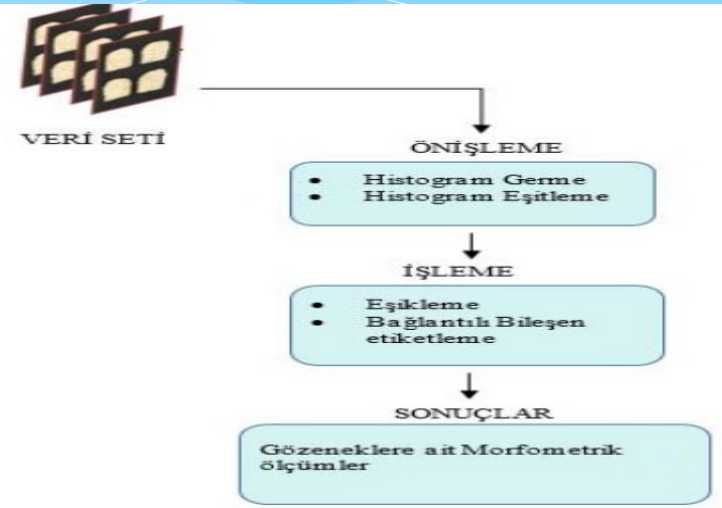 VERİ SETİ
ÖNİŞLEME
• Histogram Germe
• Histogram Eşitleme
İŞLEME
• Eşikleme
• Bağlantılı Bileşen
etiketleme
SONUÇLAR
Gözeneklere ait Morfometrik
ölçümler